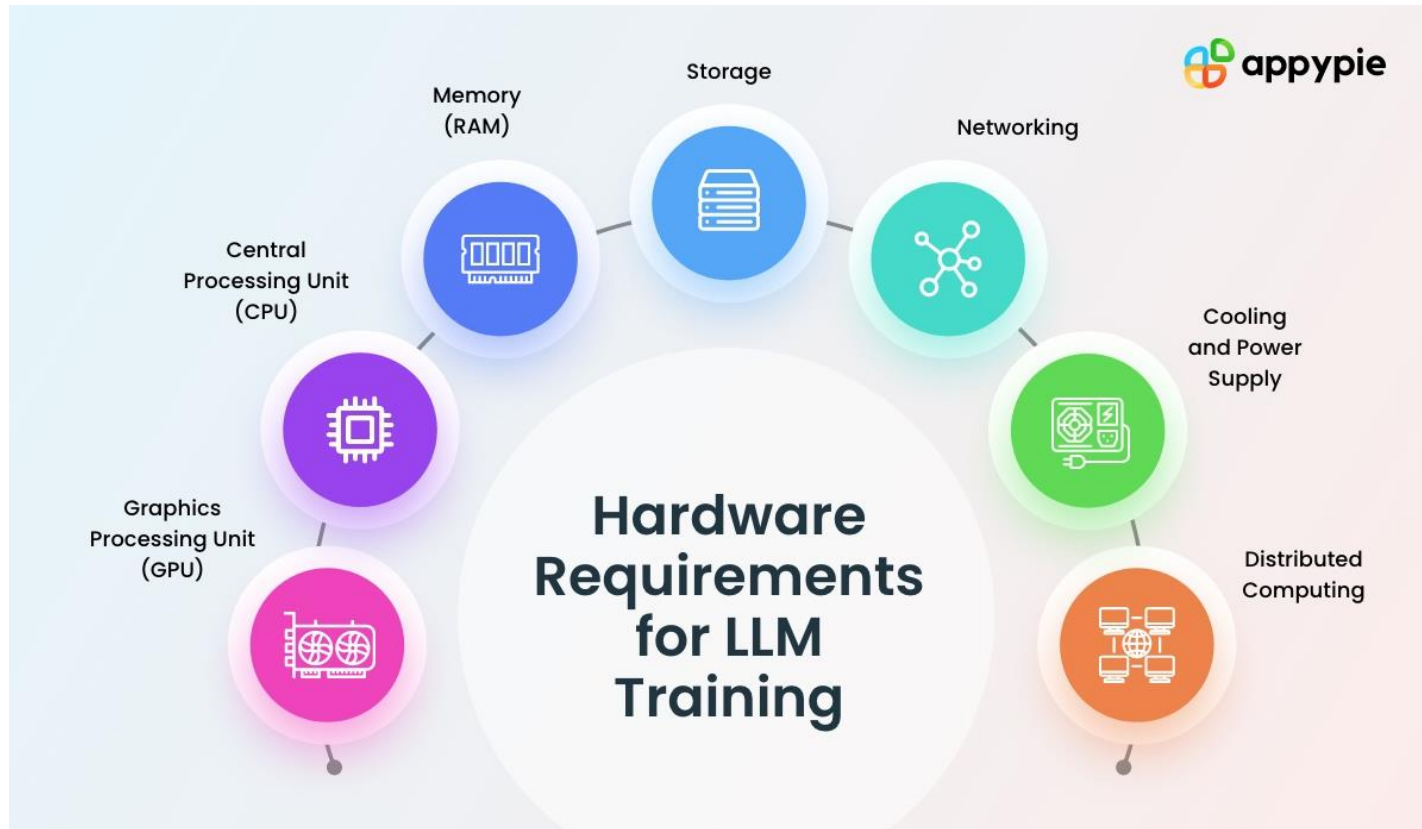 appypie
Storage
Memory
(RAM)
Networking
Central
Processing Unit
(CPU)
Cooling
and Power
Supply
Graphics
Processing Unit
(GPU)
Distributed
Computing
Hardware
Requirements
for LLM
Training